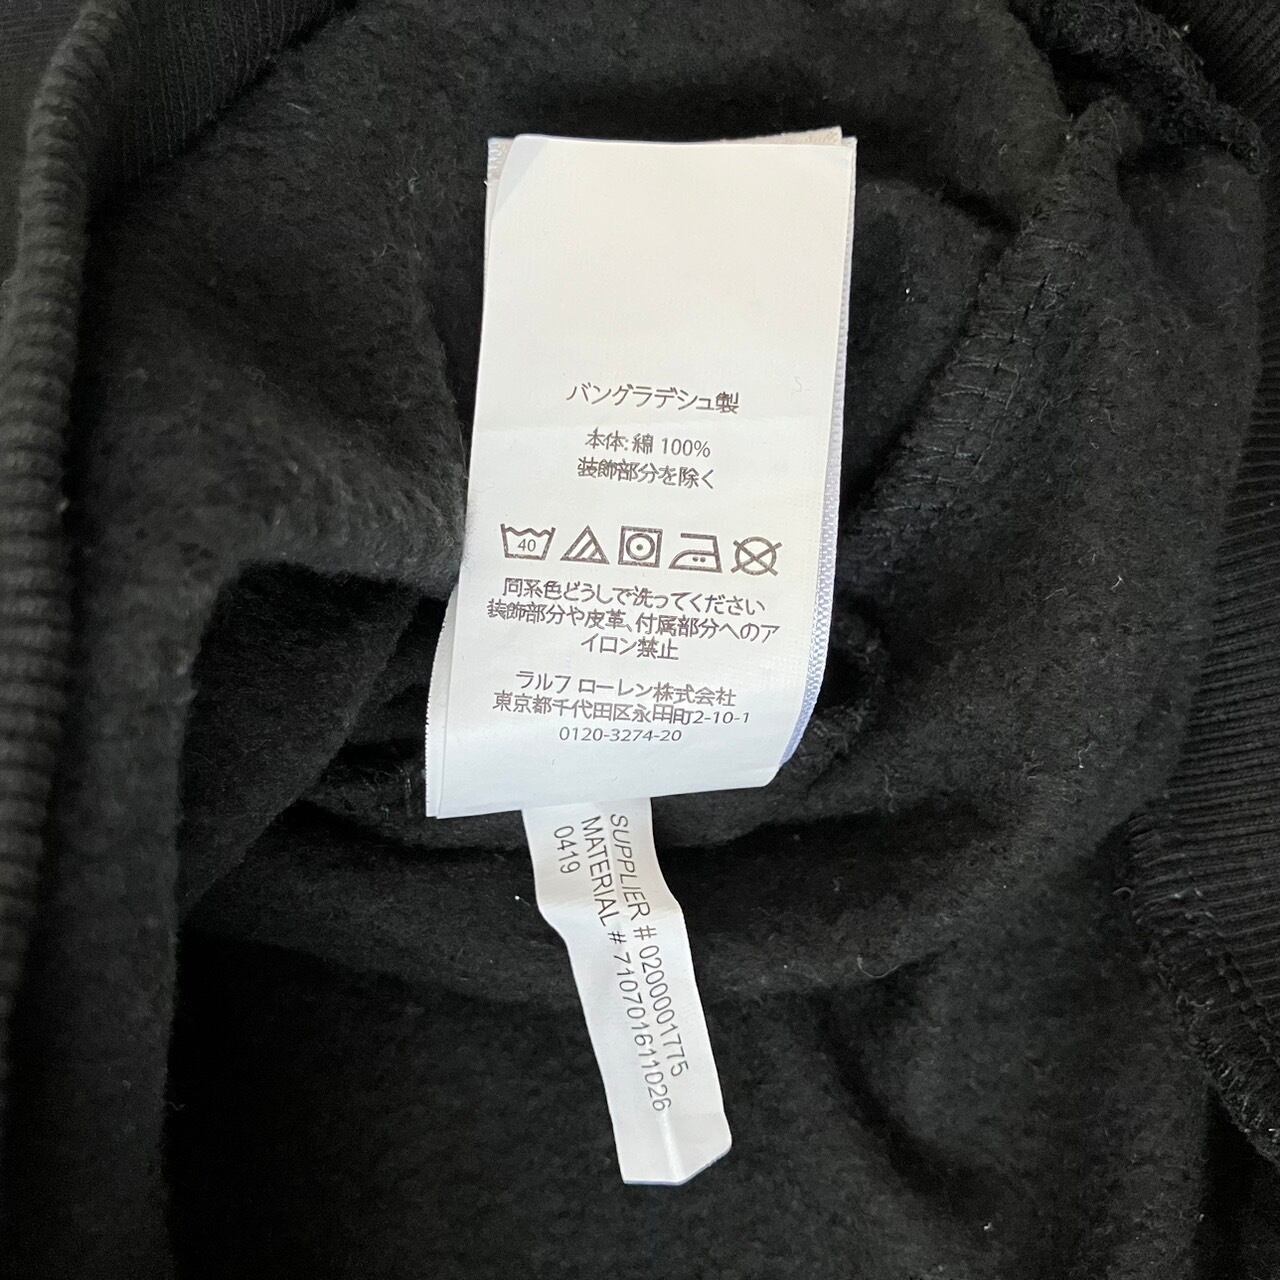 バングラデシュ製
本体: 綿 100%
装飾部分を除く
40
同系色どうしで洗ってください
装飾部分や皮革、付属部分へのア
イロン禁止
ラルフ ローレン株式会社
東京都千代田区永田町2-10-1
0120-3274-20
SUPPLIER # 0200001775
MATERIAL # 710701611026
0419